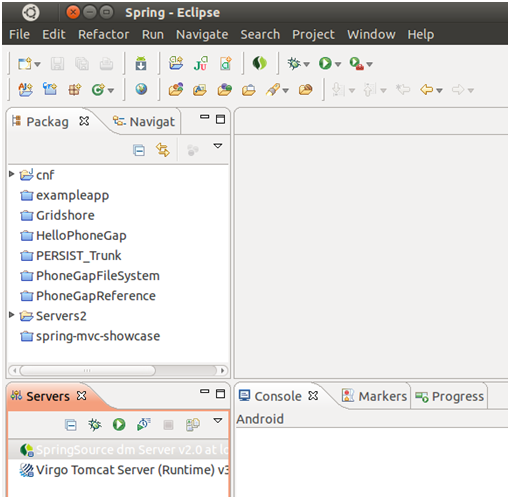 Spring - Eclipse
File Edit Refactor Run Navigate Search Project Window Help
Packag Navigat
cnf
exampleapp
Gridshore
HelloPhoneGap
PERSIST_Trunk
PhoneGapFileSystem
PhoneGapReference
Servers2
spring-mvc-showcase
Servers
Console Markers Progress
Android
SpringSource dm Server v2.0 at lo
Virgo Tomcat Server (Runtime) v3